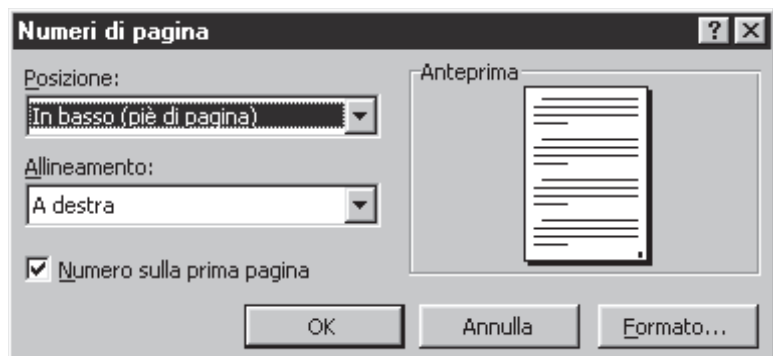 Numeri di pagina
Posizione:
In basso (piè di pagina)
Allineamento:
A destra
Numero sulla prima pagina
Anteprima
OK
Annulla
Formato...